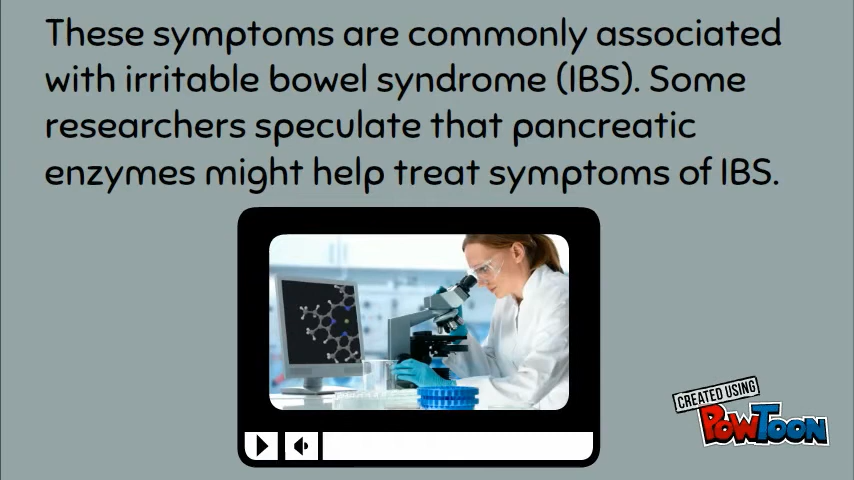 These symptoms are commonly associated
with irritable bowel syndrome (IBS). Some
researchers speculate that pancreatic
enzymes might help treat symptoms of IBS.
CREATED USING
POWTOON